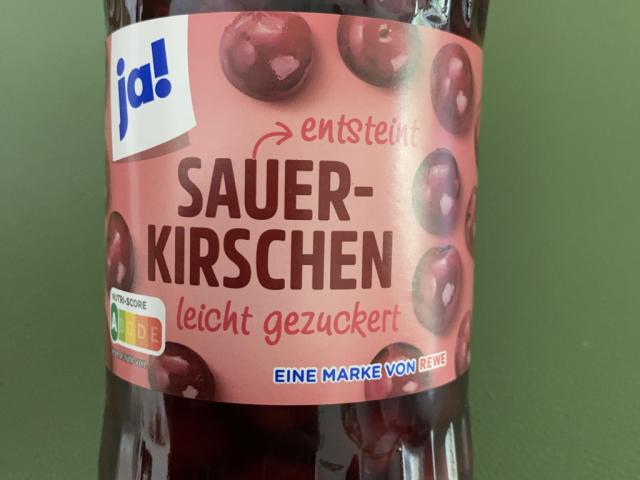 ja!
entsteint
SAUER-
KIRSCHEN
leicht gezuckert
NUTRI-SCORE
A B C D E
EINE MARKE VON REWE